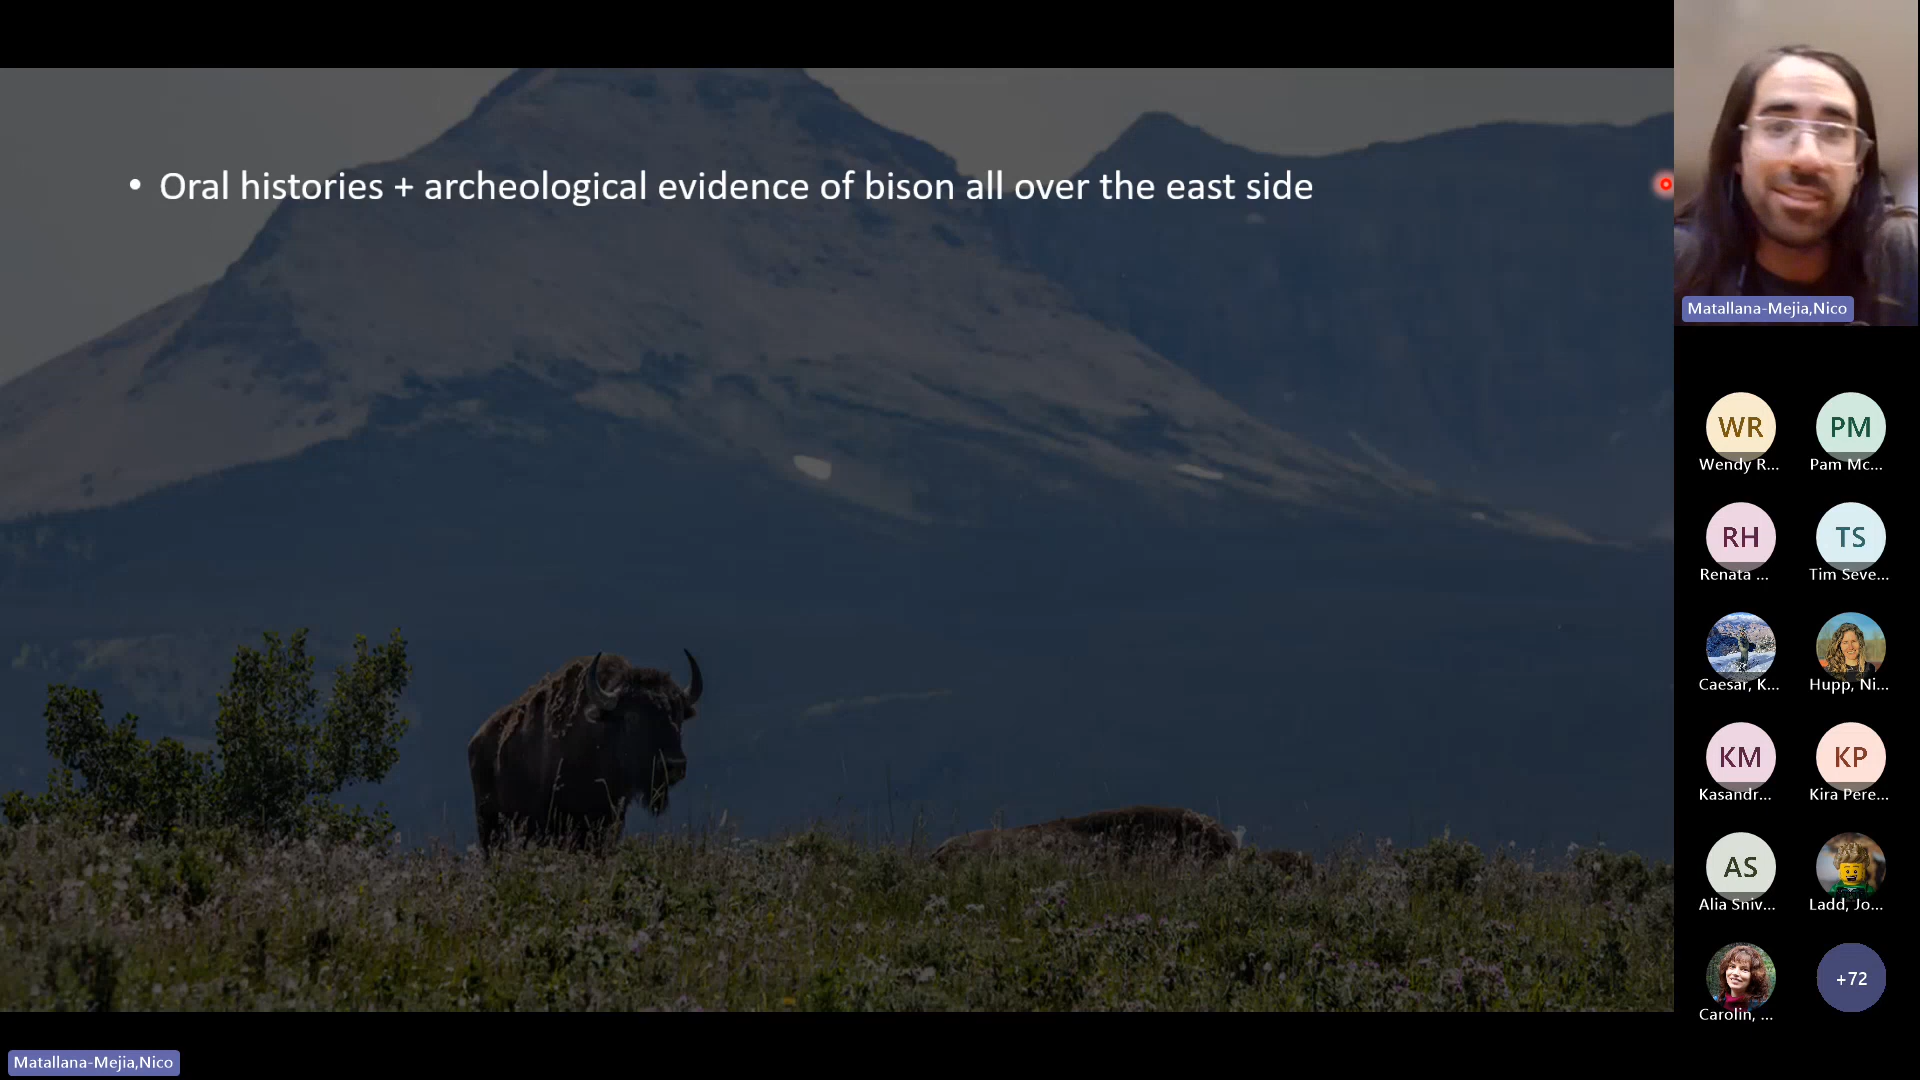 • Oral histories + archeological evidence of bison all over the east side
Matallana-Mejia,Nico
WR
PM
Wendy R...
Pam Mc...
RH
TS
Renata ...
Tim Seve...
Caesar, K...
Hupp, Ni...
KM
KP
Kasandr...
Kira Pere...
AS
Alia Sniv...
Ladd, Jo...
+72
Carolin, ...
Matallana-Mejia,Nico